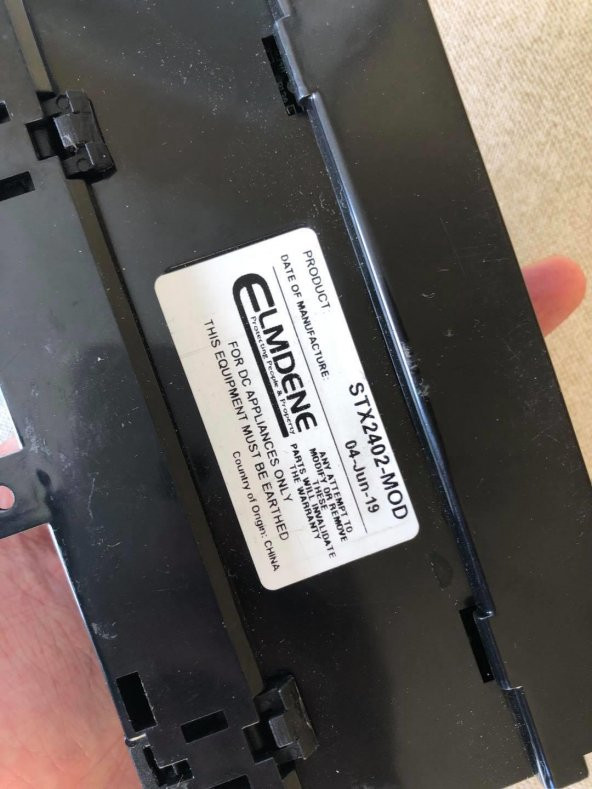 PRODUCT: STX2402-MOD
DATE OF MANUFACTURE: 04-Jun.19
ELMDENE
Protecting People & Property
ANY ATTEMPT TO
MODIFY OR REMOVE
THESE
PARTS WILL INVALIDATE
THE WARRANTY
FOR DC APPLIANCES ONLY
THIS EQUIPMENT MUST BE EARTHED
Country of Origin: CHINA